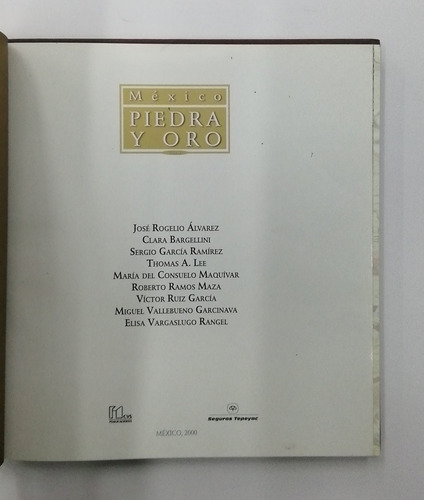 México
PIEDRA
Y ORO
JOSÉ ROGELIO ÁLVAREZ
CLARA BARGELLINI
SERGIO GARCÍA RAMÍREZ
THOMAS A. LEE
MARÍA DEL CONSUELO MAQUÍVAR
ROBERTO RAMOS MAZA
VÍCTOR RUIZ GARCÍA
MIGUEL VALLEBUENO GARCINAVA
ELISA VARGASLUGO RANGEL
Seguros Tepeyac
MÉXICO, 2000